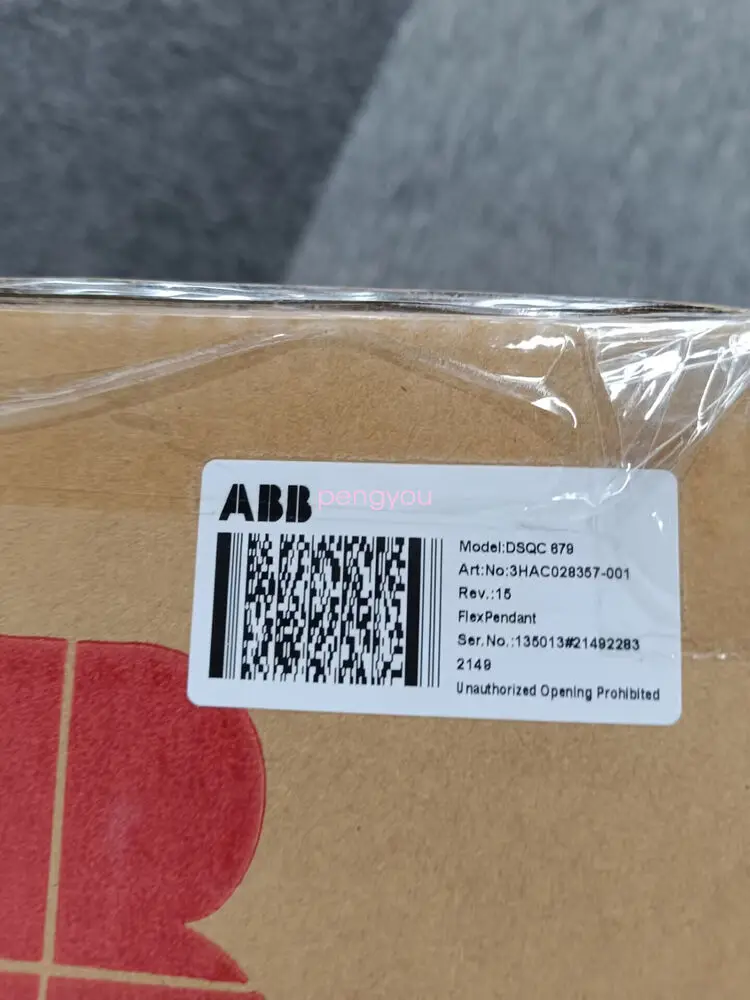 ABB pengyou
Model:DSQC 679
Art:No:3HAC028357-001
Rev.:15
FlexPendant
Ser.No.:135013#21492283
2149
Unauthorized Opening Prohibited